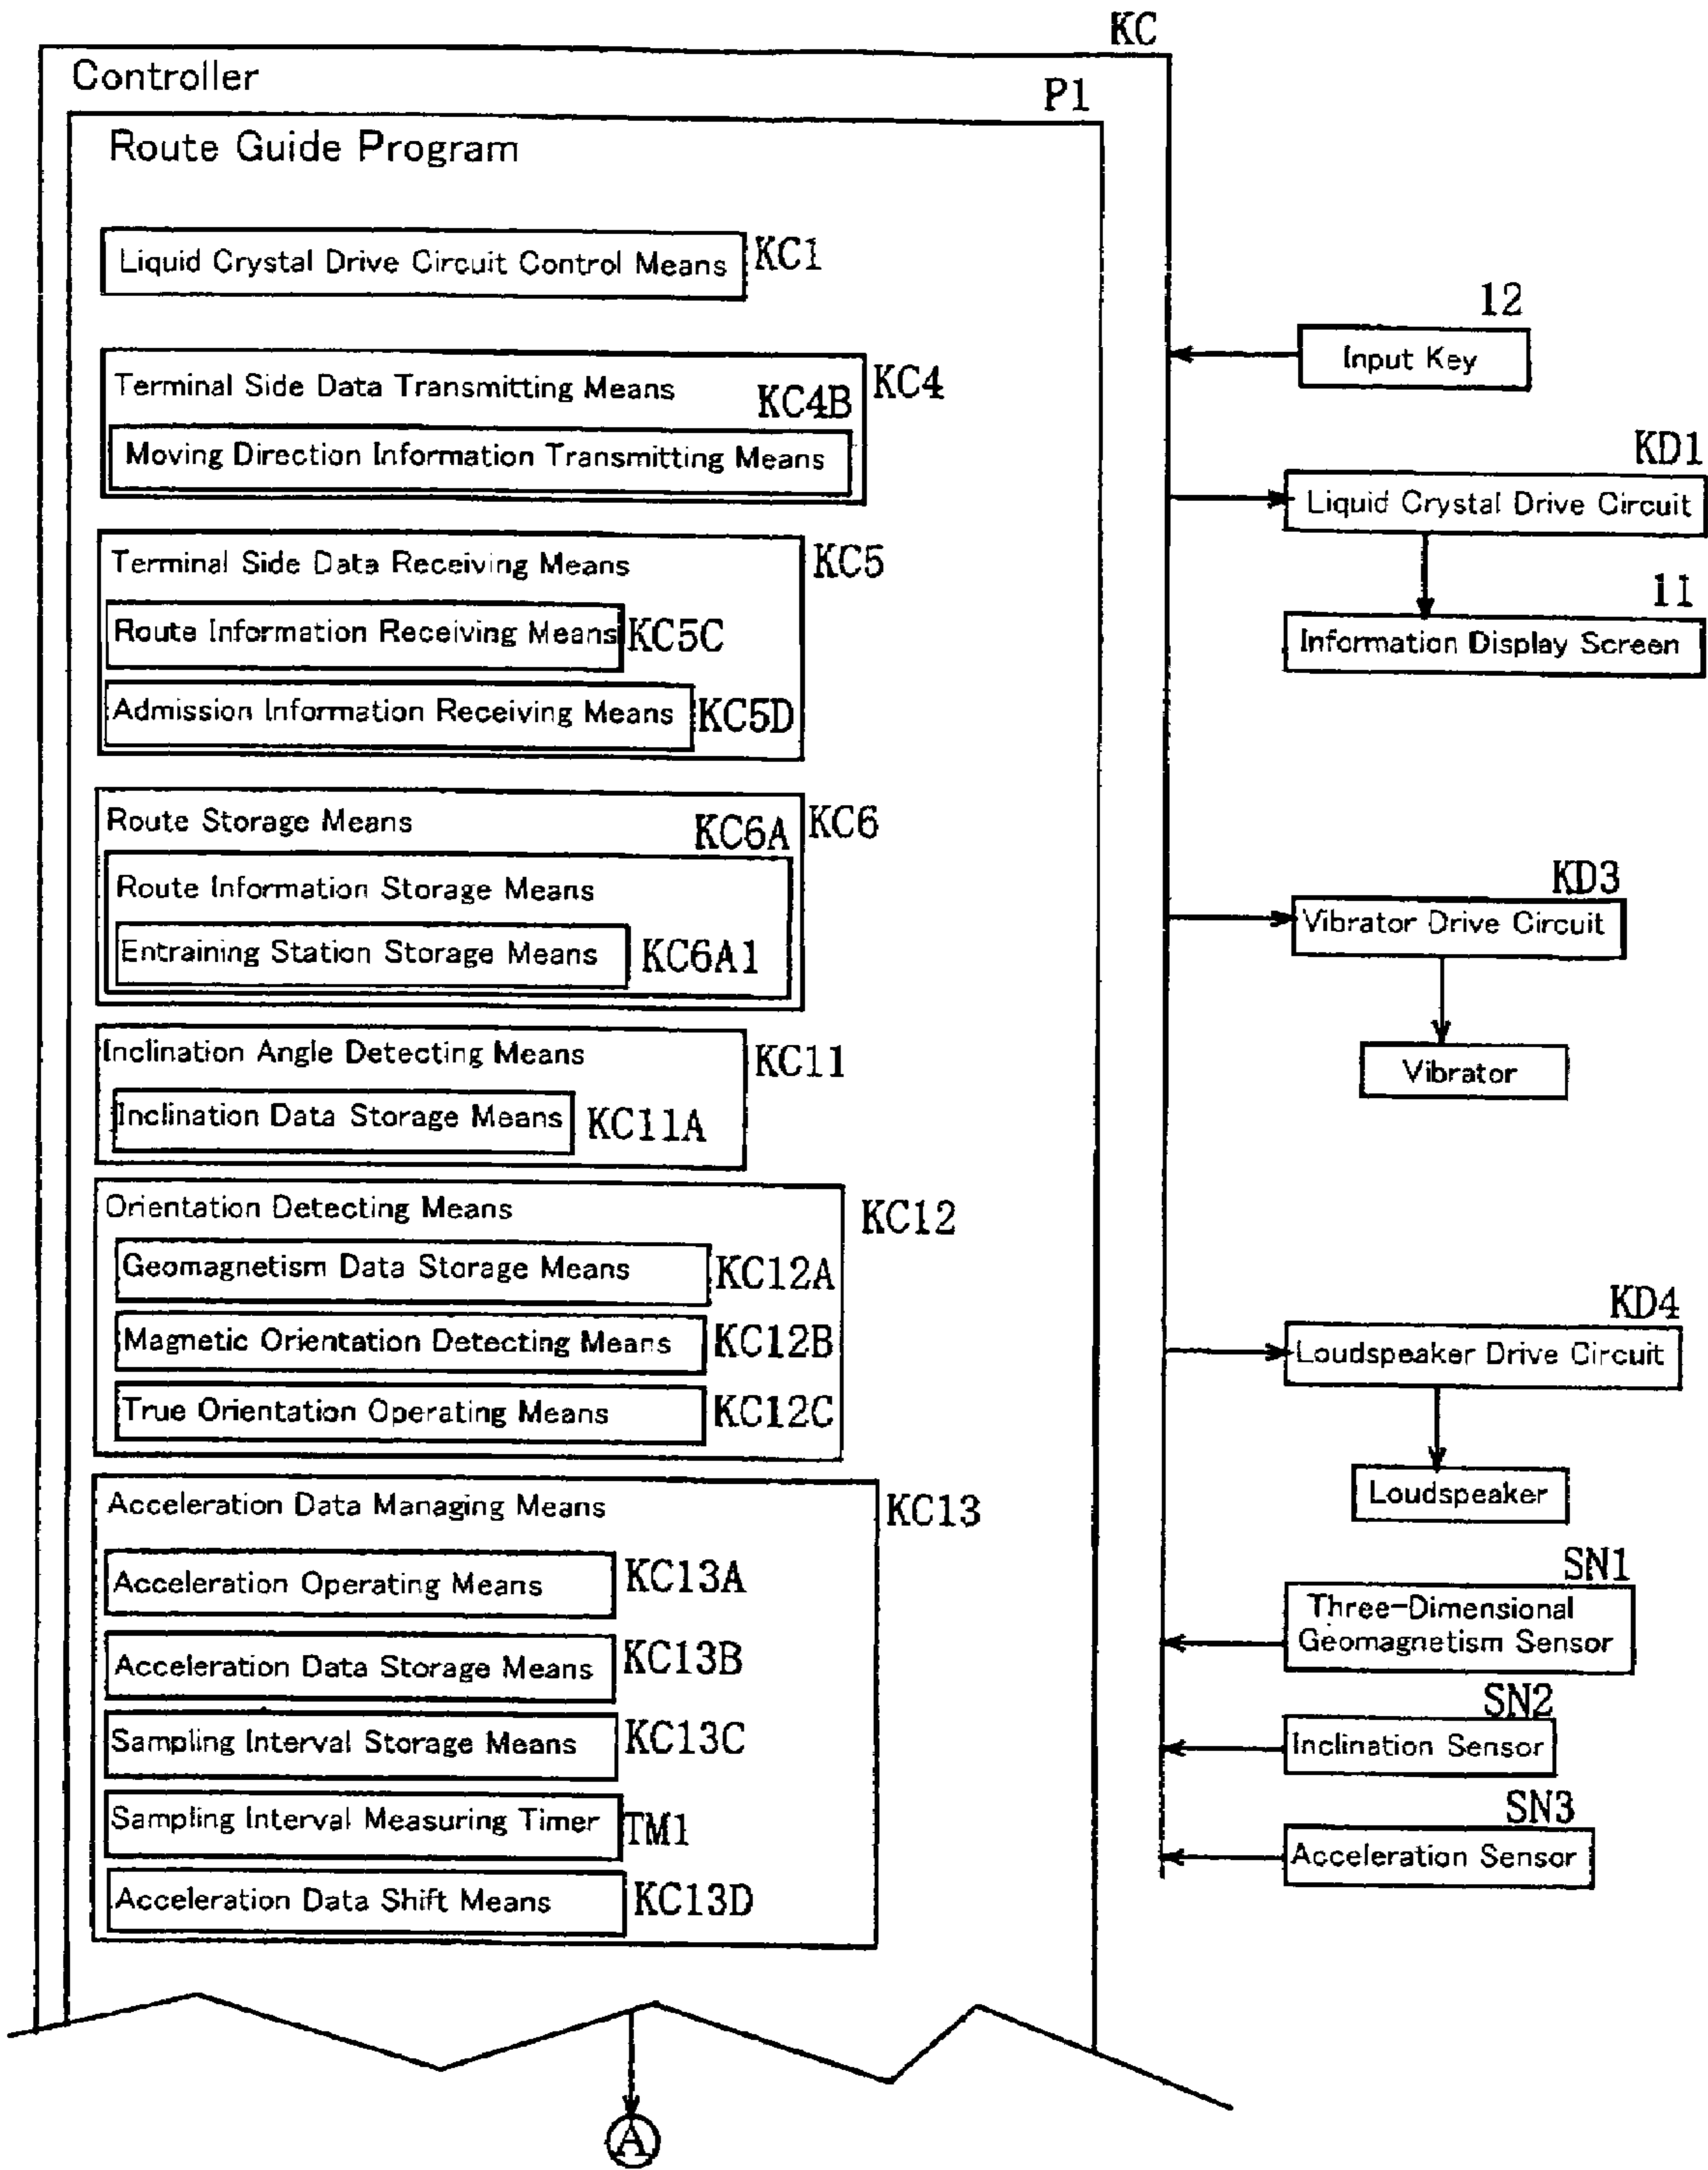 KC
Controller
P1
Route Guide Program
Liquid Crystal Drive Circuit Control Means
KC1
Terminal Side Data Transmitting Means
KC4
KC4B
Moving Direction Information Transmitting Means
Terminal Side Data Receiving Means
KC5
Route Information Receiving Means
KC5C
Admission Information Receiving Means
KC5D
Route Storage Means
KC6
KC6A
Route Information Storage Means
Entraining Station Storage Means
KC6A1
Inclination Angle Detecting Means
KC11
Inclination Data Storage Means
KC11A
Orientation Detecting Means
KC12
Geomagnetism Data Storage Means
KC12A
Magnetic Orientation Detecting Means
KC12B
True Orientation Operating Means
KC12C
Acceleration Data Managing Means
KC13
Acceleration Operating Means
KC13A
Acceleration Data Storage Means
KC13B
Sampling Interval Storage Means
KC13C
Sampling Interval Measuring Timer
TM1
Acceleration Data Shift Means
KC13D
A
12
Input Key
KD1
Liquid Crystal Drive Circuit
11
Information Display Screen
KD3
Vibrator Drive Circuit
Vibrator
KD4
Loudspeaker Drive Circuit
Loudspeaker
SN1
Three-Dimensional
Geomagnetism Sensor
SN2
Inclination Sensor
SN3
Acceleration Sensor